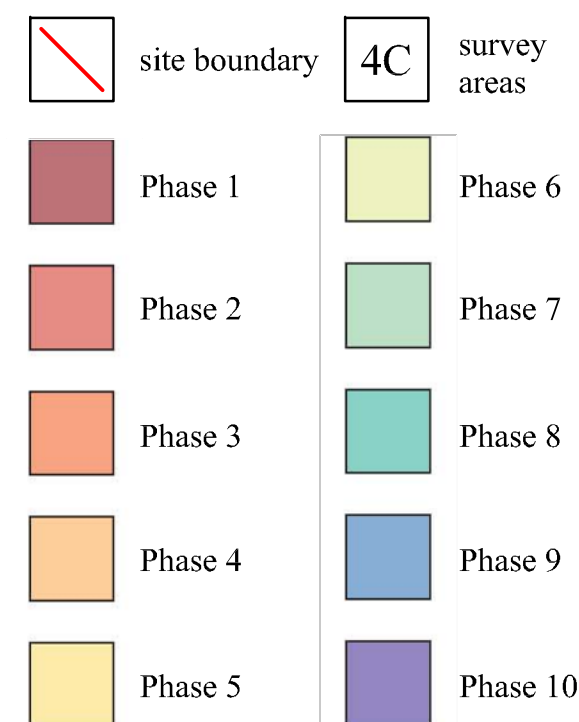 site boundary
4C
survey
areas
Phase 1
Phase 6
Phase 2
Phase 7
Phase 3
Phase 8
Phase 4
Phase 9
Phase 5
Phase 10